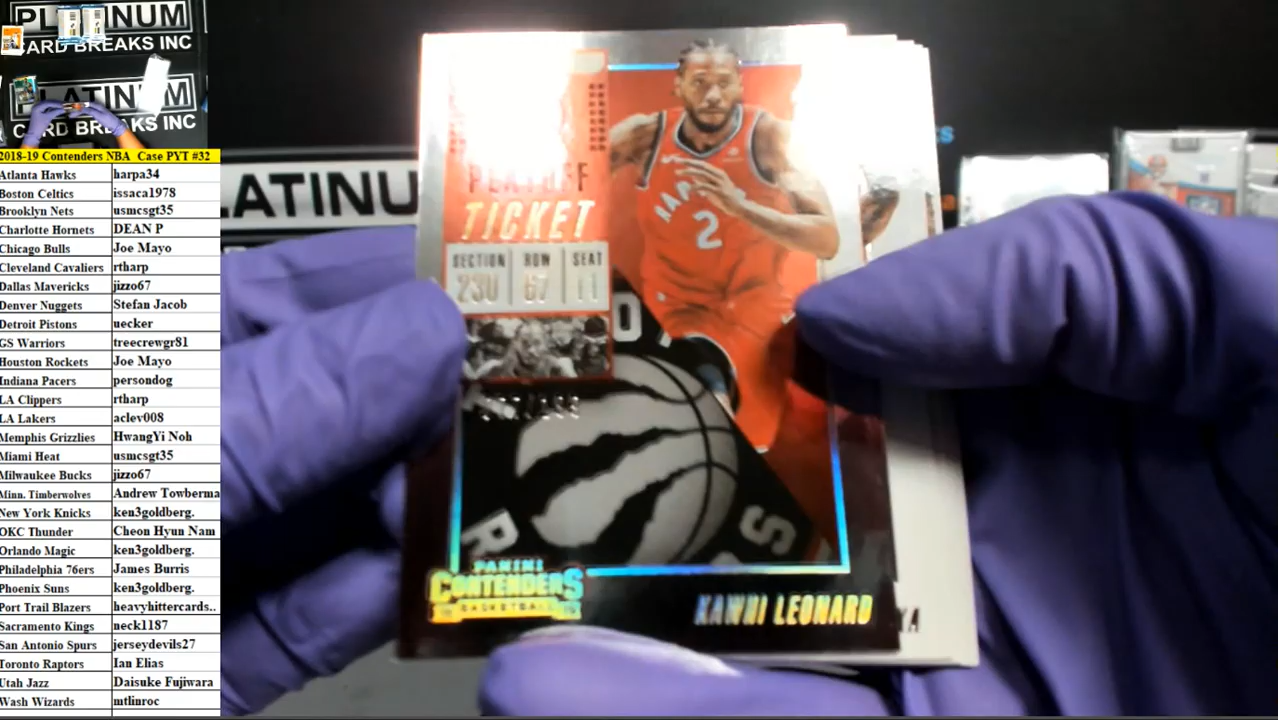 PLATINUM
CARD BREAKS INC
PLATINUM
CARD BREAKS INC
2018-19 Contenders NBA Case PYT #32
Atlanta Hawks harpa34
Boston Celtics issaca1978
Brooklyn Nets usmcsgt35
Charlotte Hornets DEAN P
Chicago Bulls Joe Mayo
Cleveland Cavaliers rtharp
Dallas Mavericks jizzo67
Denver Nuggets Stefan Jacob
Detroit Pistons uecker
GS Warriors treecrewgr81
Houston Rockets Joe Mayo
Indiana Pacers persondog
LA Clippers rtharp
LA Lakers aclev008
Memphis Grizzlies HwangYi Noh
Miami Heat usmcsgt35
Milwaukee Bucks jizzo67
Minn. Timberwolves Andrew Towberma
New York Knicks ken3goldberg.
OKC Thunder Cheon Hyun Nam
Orlando Magic ken3goldberg.
Philadelphia 76ers James Burris
Phoenix Suns ken3goldberg.
Port Trail Blazers heavyhittercards..
Sacramento Kings neck1187
San Antonio Spurs jerseydevils27
Toronto Raptors Ian Elias
Utah Jazz Daisuke Fujiwara
Wash Wizards mtlinroc
LATINU
PLAYOFF
TICKET
SECTION ROW SEAT
230 67 11
2
PANINI
CONTENDERS
BASKETBALL
KAWHI LEONARD